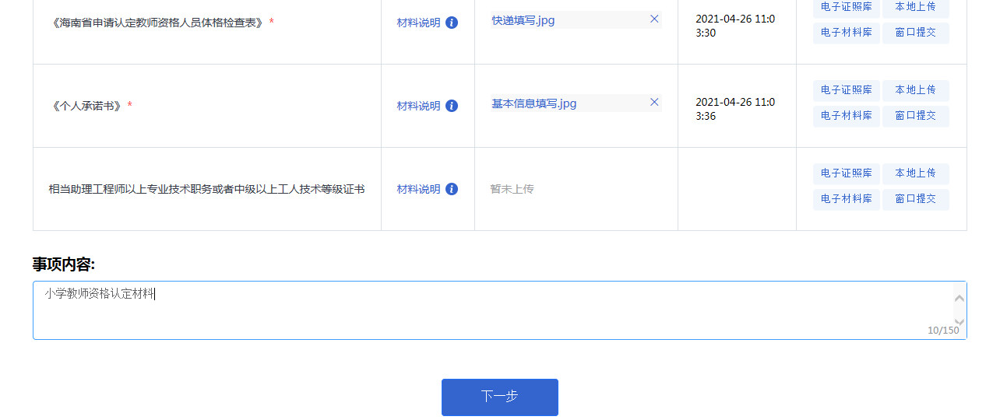 电子证照库 本地上传
《海南省申请认定教师资格人员体格检查表》 * 材料说明 i 快递填写.jpg × 2021-04-26 11:0
3:30
电子材料库 窗口提交
电子证照库 本地上传
《个人承诺书》 * 材料说明 i 基本信息填写.jpg × 2021-04-26 11:0
3:36
电子材料库 窗口提交
电子证照库 本地上传
相当助理工程师以上专业技术职务或者中级以上工人技术等级证书 材料说明 i 暂未上传
电子材料库 窗口提交
事项内容:
小学教师资格认定材料
10/150
下一步